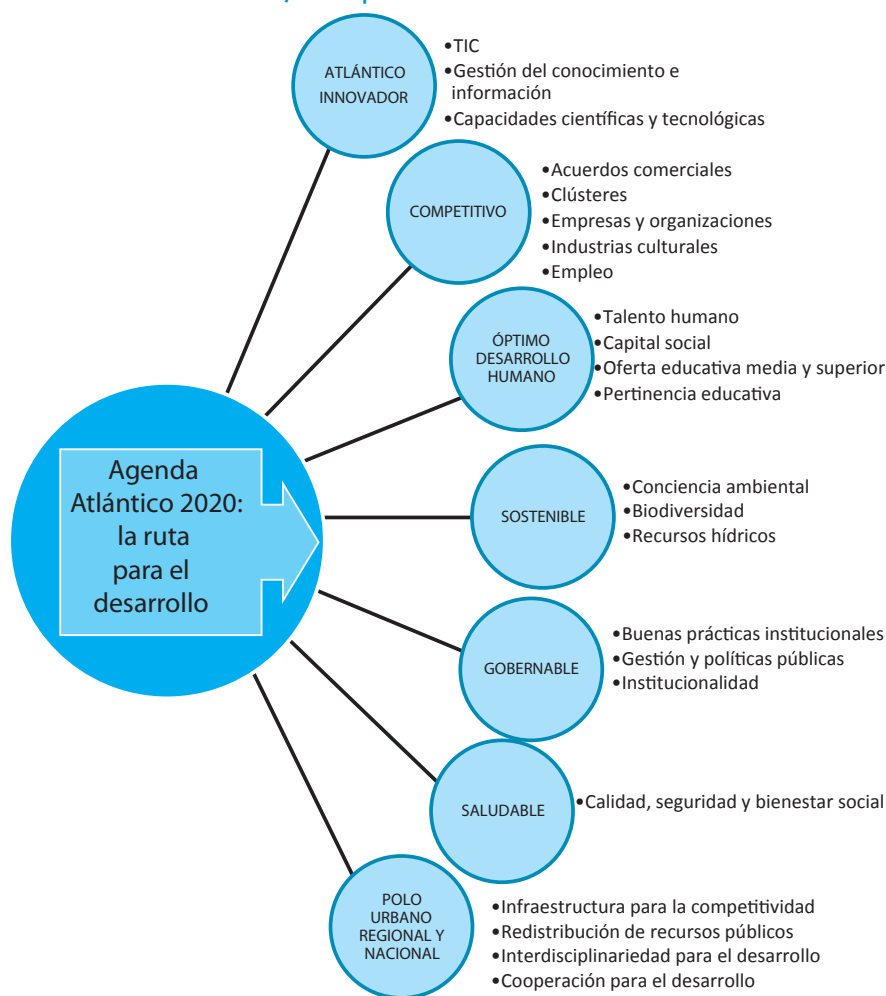 ATLÁNTICO
INNOVADOR
•TIC
•Gestión del conocimiento e
información
•Capacidades científicas y tecnológicas
COMPETITIVO
•Acuerdos comerciales
•Clústeres
•Empresas y organizaciones
•Industrias culturales
•Empleo
ÓPTIMO
DESARROLLO
HUMANO
•Talento humano
•Capital social
•Oferta educativa media y superior
•Pertinencia educativa
Agenda
Atlántico 2020:
la ruta
para el
desarrollo
SOSTENIBLE
•Conciencia ambiental
•Biodiversidad
•Recursos hídricos
GOBERNABLE
•Buenas prácticas institucionales
•Gestión y políticas públicas
•Institucionalidad
SALUDABLE
•Calidad, seguridad y bienestar social
POLO
URBANO
REGIONAL Y
NACIONAL
•Infraestructura para la competitividad
•Redistribución de recursos públicos
•Interdisciplinariedad para el desarrollo
•Cooperación para el desarrollo